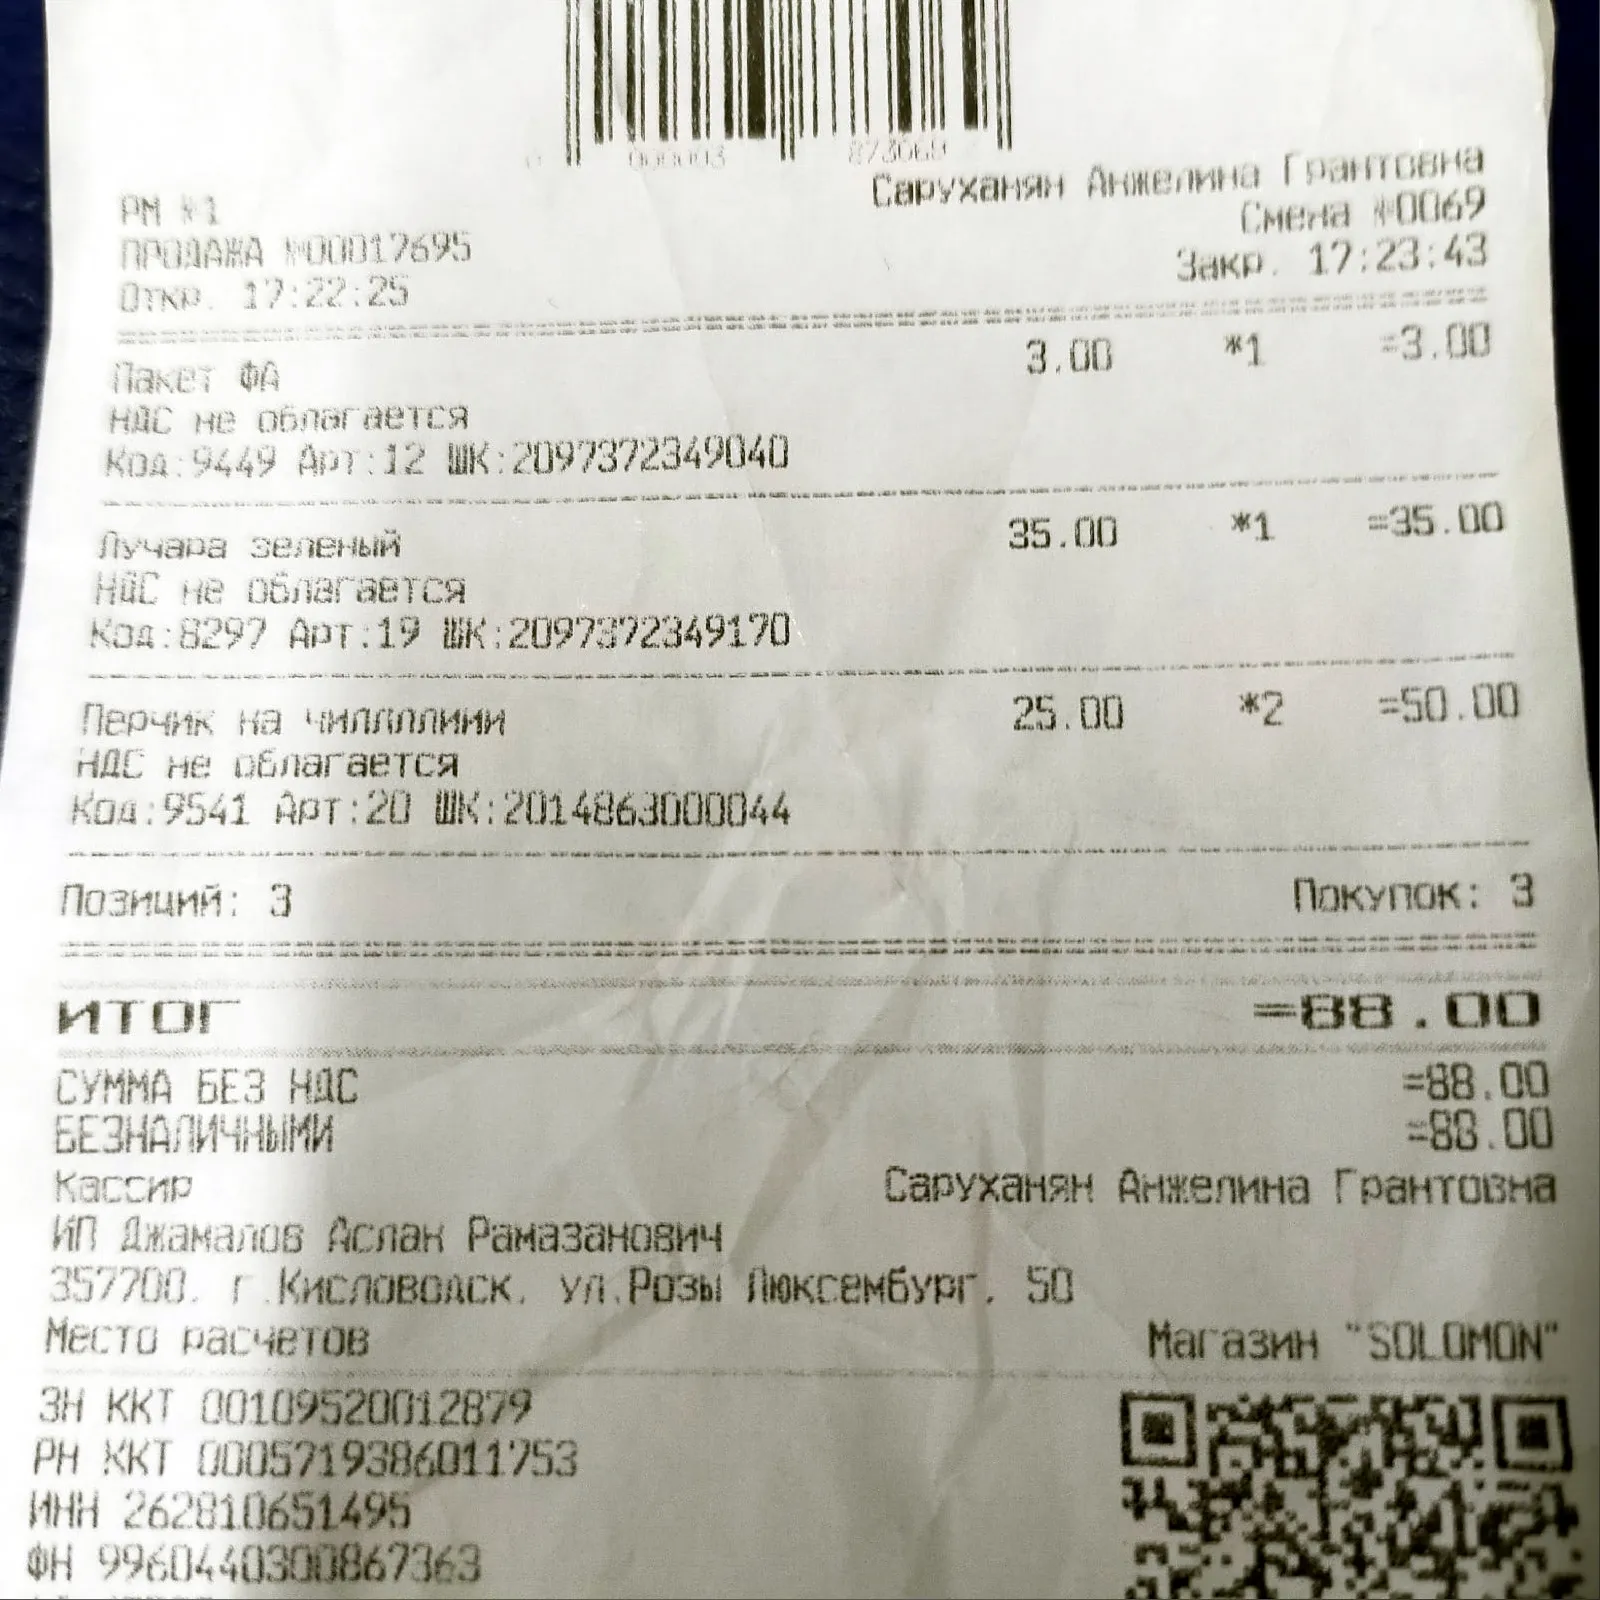 000003 873069
Саруханян Анжелина Грантовна
РМ №1
Смена №0069
ПРОДАЖА №00017695
Закр. 17:23:43
Откр. 17:22:25
Пакет ФА 3.00 *1 =3.00
НДС не облагается
Код:9449 Арт:12 ШК:2097372349040
Лучара зеленый 35.00 *1 =35.00
НДС не облагается
Код:8297 Арт:19 ШК:2097372349170
Перчик на чиллллиии 25.00 *2 =50.00
НДС не облагается
Код:9541 Арт:20 ШК:2014863000044
Позиций: 3 Покупок: 3
ИТОГ =88.00
СУММА БЕЗ НДС =88.00
БЕЗНАЛИЧНЫМИ =88.00
Кассир Саруханян Анжелина Грантовна
ИП Джамалов Аслан Рамазанович
357700, г.Кисловодск, ул.Розы Люксембург, 50
Место расчетов Магазин "SOLOMON"
ЗН ККТ 00109520012879
РН ККТ 0005719386011753
ИНН 262810651495
ФН 9960440300867363